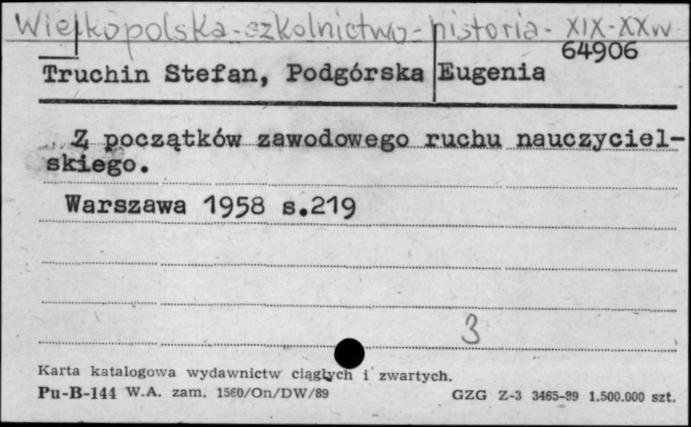 Wielkopolska-szkolnictwo-historia-XIX-XXw
64906
Truchin Stefan, Podgórska Eugenia
Z początków zawodowego ruchu nauczyciel-
skiego.
Warszawa 1958 s.219
3
Karta katalogowa wydawnictw ciągłych i zwartych.
Pu-B-144 W.A. zam. 1560/On/DW/89 GZG Z-3 3465-89 1.500.000 szt.